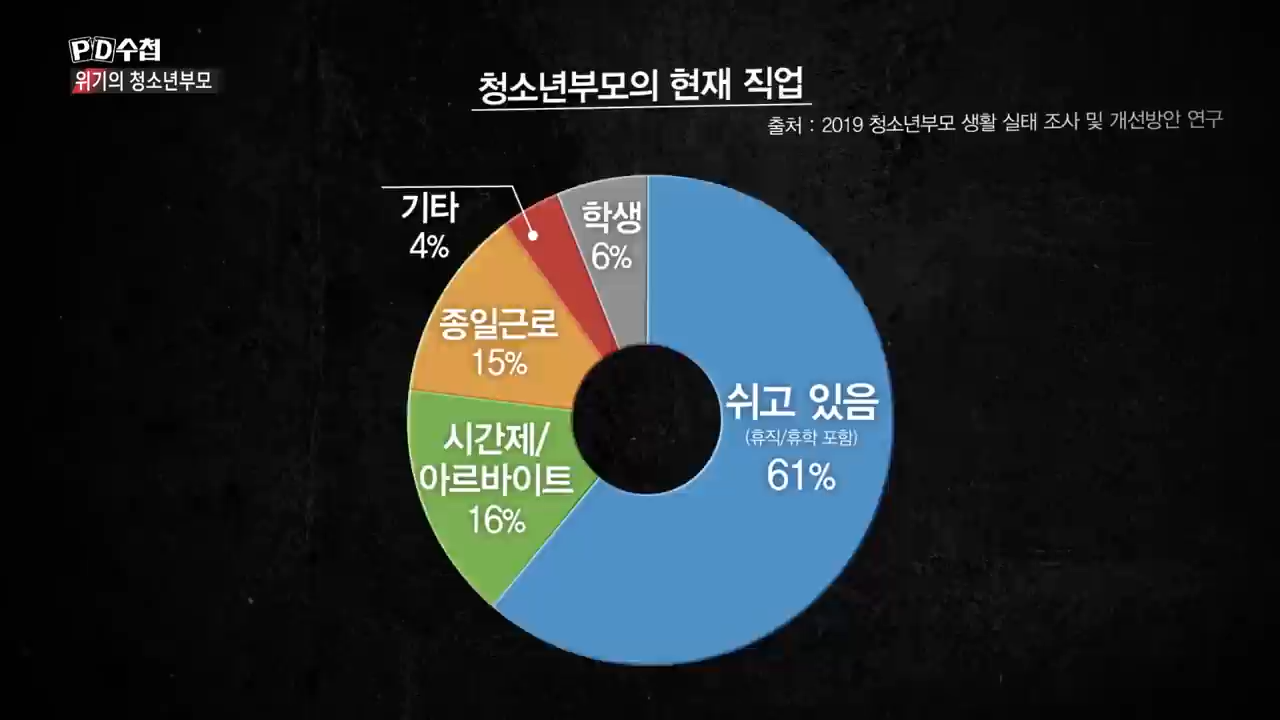 PD수첩
위기의 청소년부모
청소년부모의 현재 직업
출처 : 2019 청소년부모 생활 실태 조사 및 개선방안 연구
기타
4%
학생
6%
종일근로
15%
시간제/
아르바이트
16%
쉬고 있음
(휴직/휴학 포함)
61%